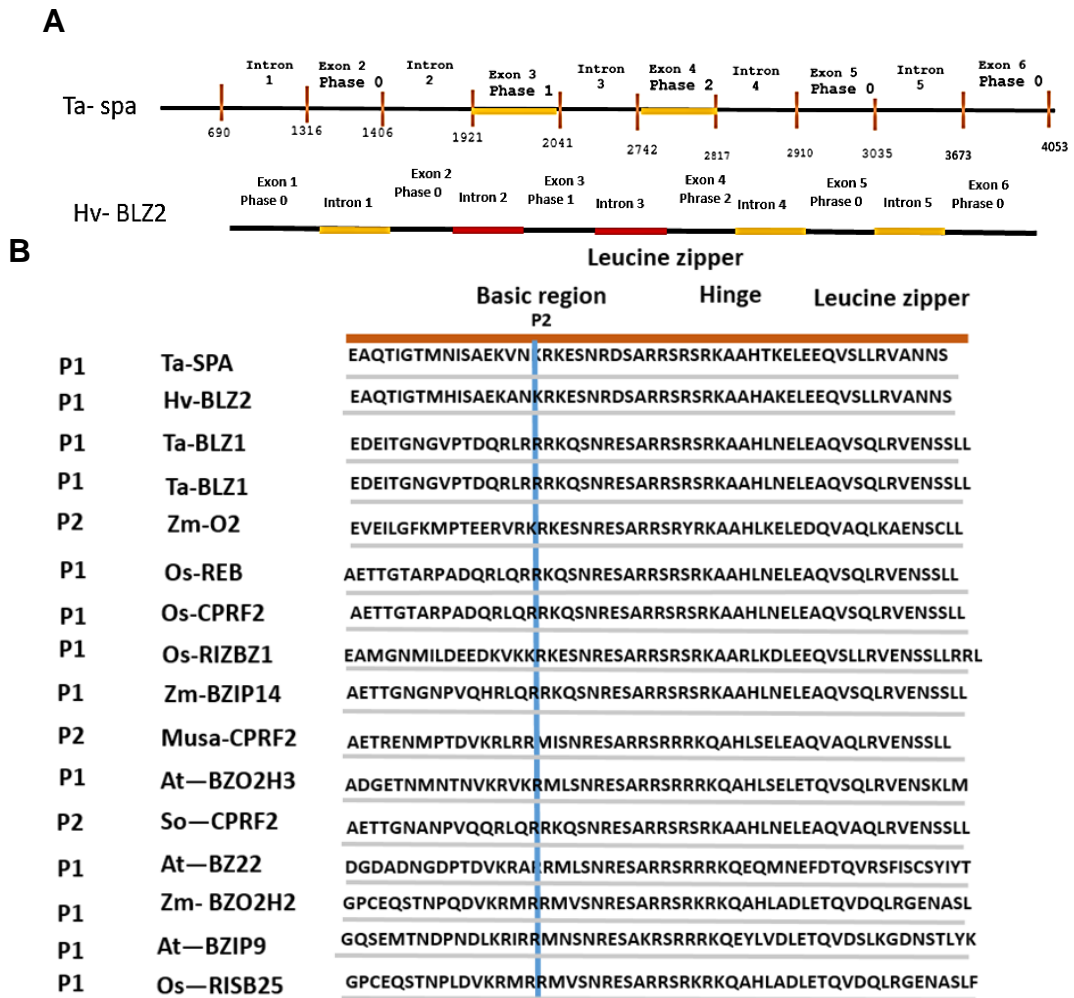 A
Intron 1 Exon 2 Phase 0 Intron 2 Exon 3 Phase 1 Intron 3 Exon 4 Phase 2 Intron 4 Exon 5 Phase 0 Intron 5 Exon 6 Phase 0
Ta- spa
690 1316 1406 1921 2041 2742 2817 2910 3035 3673 4053
Exon 1 Phase 0 Intron 1 Exon 2 Phase 0 Intron 2 Exon 3 Phase 1 Intron 3 Exon 4 Phrase 2 Intron 4 Exon 5 Phrase 0 Intron 5 Exon 6 Phrase 0
Hv- BLZ2
B
Leucine zipper
Basic region Hinge Leucine zipper
P2
P1 Ta-SPA EAQTIGTMNISAEKVNKRKESNRDSARRSRSRKAAHTKELEEQVSLLRVANNS
P1 Hv-BLZ2 EAQTIGTMHISAEKANKRKESNRDSARRSRSRKAAHAKELEEQVSLLRVANNS
P1 Ta-BLZ1 EDEITGNGVPTDQRLRRRKQSNRESARRSRSRKAAHLNELEAQVSQLRVENSSLL
P1 Ta-BLZ1 EDEITGNGVPTDQRLRRRKQSNRESARRSRSRKAAHLNELEAQVSQLRVENSSLL
P2 Zm-O2 EVEILGFKMPTEERVRKRKESNRESARRSRYRKAAHLKELEDQVAQLKAENSCLL
P1 Os-REB AETTGTARPADQRLQRRKQSNRESARRSRSRKAAHLNELEAQVSQLRVENSSLL
P1 Os-CPRF2 AETTGTARPADQRLQRRKQSNRESARRSRSRKAAHLNELEAQVSQLRVENSSLL
P1 Os-RIZBZ1 EAMGNMILDEEDKVKKRKESNRESARRSRSRKAARLKDLEEQVSLLRVENSSLLRRL
P1 Zm-BZIP14 AETTGNGNPVQHRLQRRKQSNRESARRSRSRKAAHLNELEAQVSQLRVENSSLL
P2 Musa-CPRF2 AETRENMPTDVKRLRRMISNRESARRSRRRKQAHLSELEAQVAQLRVENSSLL
P1 At—BZO2H3 ADGETNMNTNVKRVKRMLSNRESARRSRRRKQAHLSELETQVSQLRVENSKLM
P2 So—CPRF2 AETTGNANPVQQRLQRRKQSNRESARRSRSRKAAHLNELEAQVAQLRVENSSLL
P1 At—BZ22 DGDADNGDPTDVKRARRMLSNRESARRSRRRKQEQMNEFDTQVRSFISCSYIYT
P1 Zm- BZO2H2 GPCEQSTNPQDVKRMRRMVSNRESARRSRKRKQAHLADLETQVDQLRGENASL
P1 At—BZIP9 GQSEMTNDPNDLKRIRRMNSNRESAKRSRRRKQEYLVDLETQVDSLKGDNSTLYK
P1 Os—RISB25 GPCEQSTNPLDVKRMRRMVSNRESARRSRKRKQAHLADLETQVDQLRGENASLF